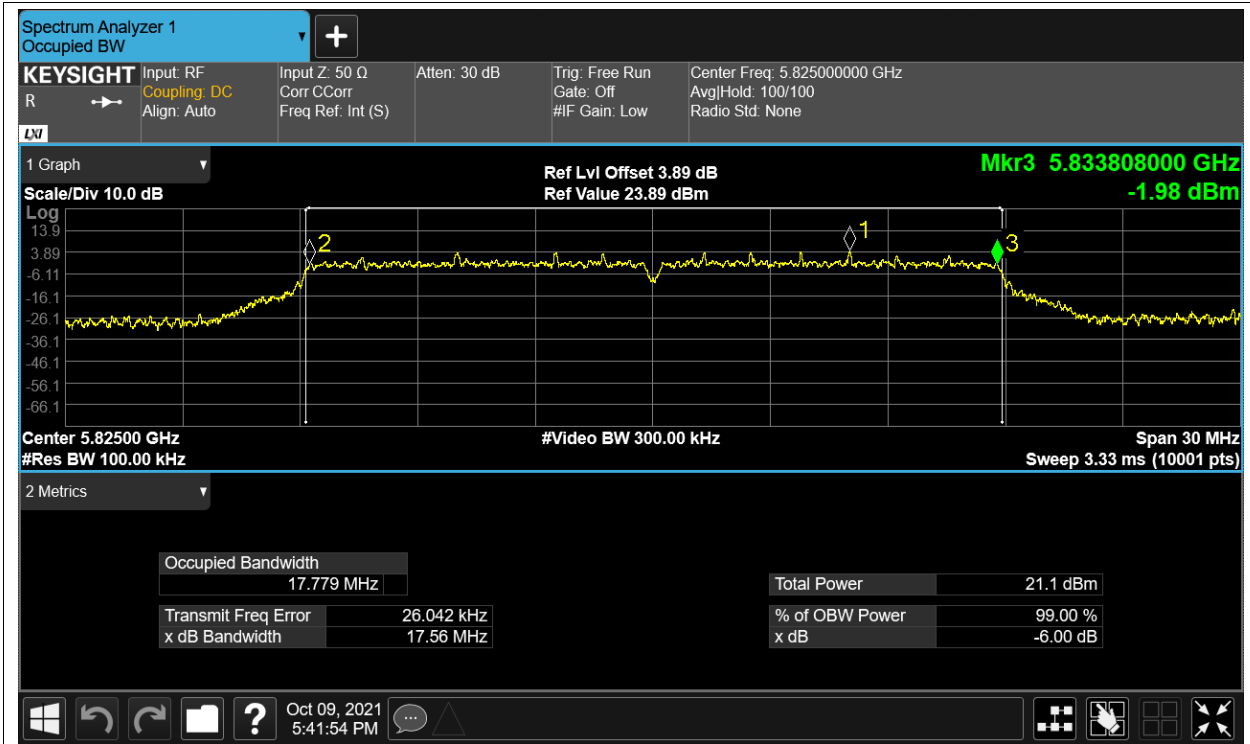 Spectrum Analyzer 1
Occupied BW
KEYSIGHT
R
LXI
Input: RF
Coupling: DC
Align: Auto
Input Z: 50 Ω
Corr CCorr
Freq Ref: Int (S)
Atten: 30 dB
Trig: Free Run
Gate: Off
#IF Gain: Low
Center Freq: 5.825000000 GHz
Avg|Hold: 100/100
Radio Std: None
1 Graph
Scale/Div 10.0 dB
Ref Lvl Offset 3.89 dB
Ref Value 23.89 dBm
Mkr3 5.833808000 GHz
-1.98 dBm
Log
13.9
3.89
-6.11
-16.1
-26.1
-36.1
-46.1
-56.1
-66.1
2
1
3
Center 5.82500 GHz
#Res BW 100.00 kHz
#Video BW 300.00 kHz
Span 30 MHz
Sweep 3.33 ms (10001 pts)
2 Metrics
Occupied Bandwidth
17.779 MHz
Transmit Freq Error 26.042 kHz
x dB Bandwidth 17.56 MHz
Total Power 21.1 dBm
% of OBW Power 99.00 %
x dB -6.00 dB
?
Oct 09, 2021
5:41:54 PM